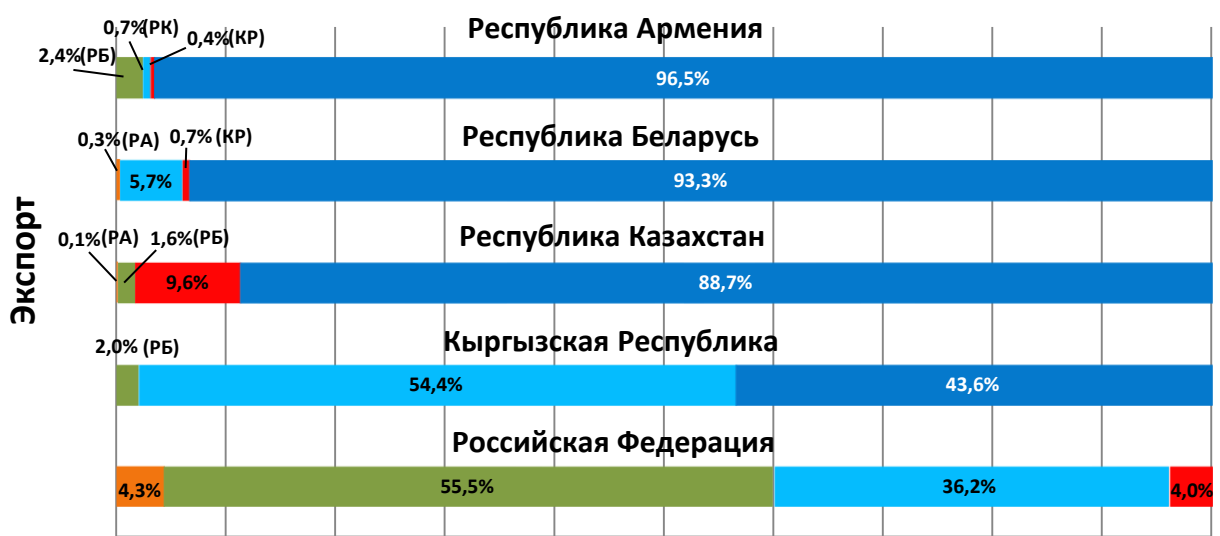 Экспорт
Республика Армения
0,7%(РК)
0,4%(КР)
2,4%(РБ)
96,5%
Республика Беларусь
0,3%(РА)
0,7%(КР)
5,7%
93,3%
Республика Казахстан
0,1%(РА)
1,6%(РБ)
9,6%
88,7%
Кыргызская Республика
2,0%(РБ)
54,4%
43,6%
Российская Федерация
4,3%
55,5%
36,2%
4,0%